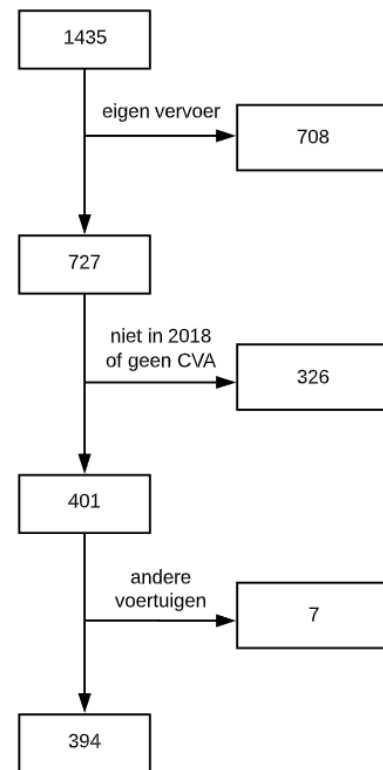 1435
eigen vervoer
708
727
niet in 2018
of geen CVA
326
401
andere
voertuigen
7
394